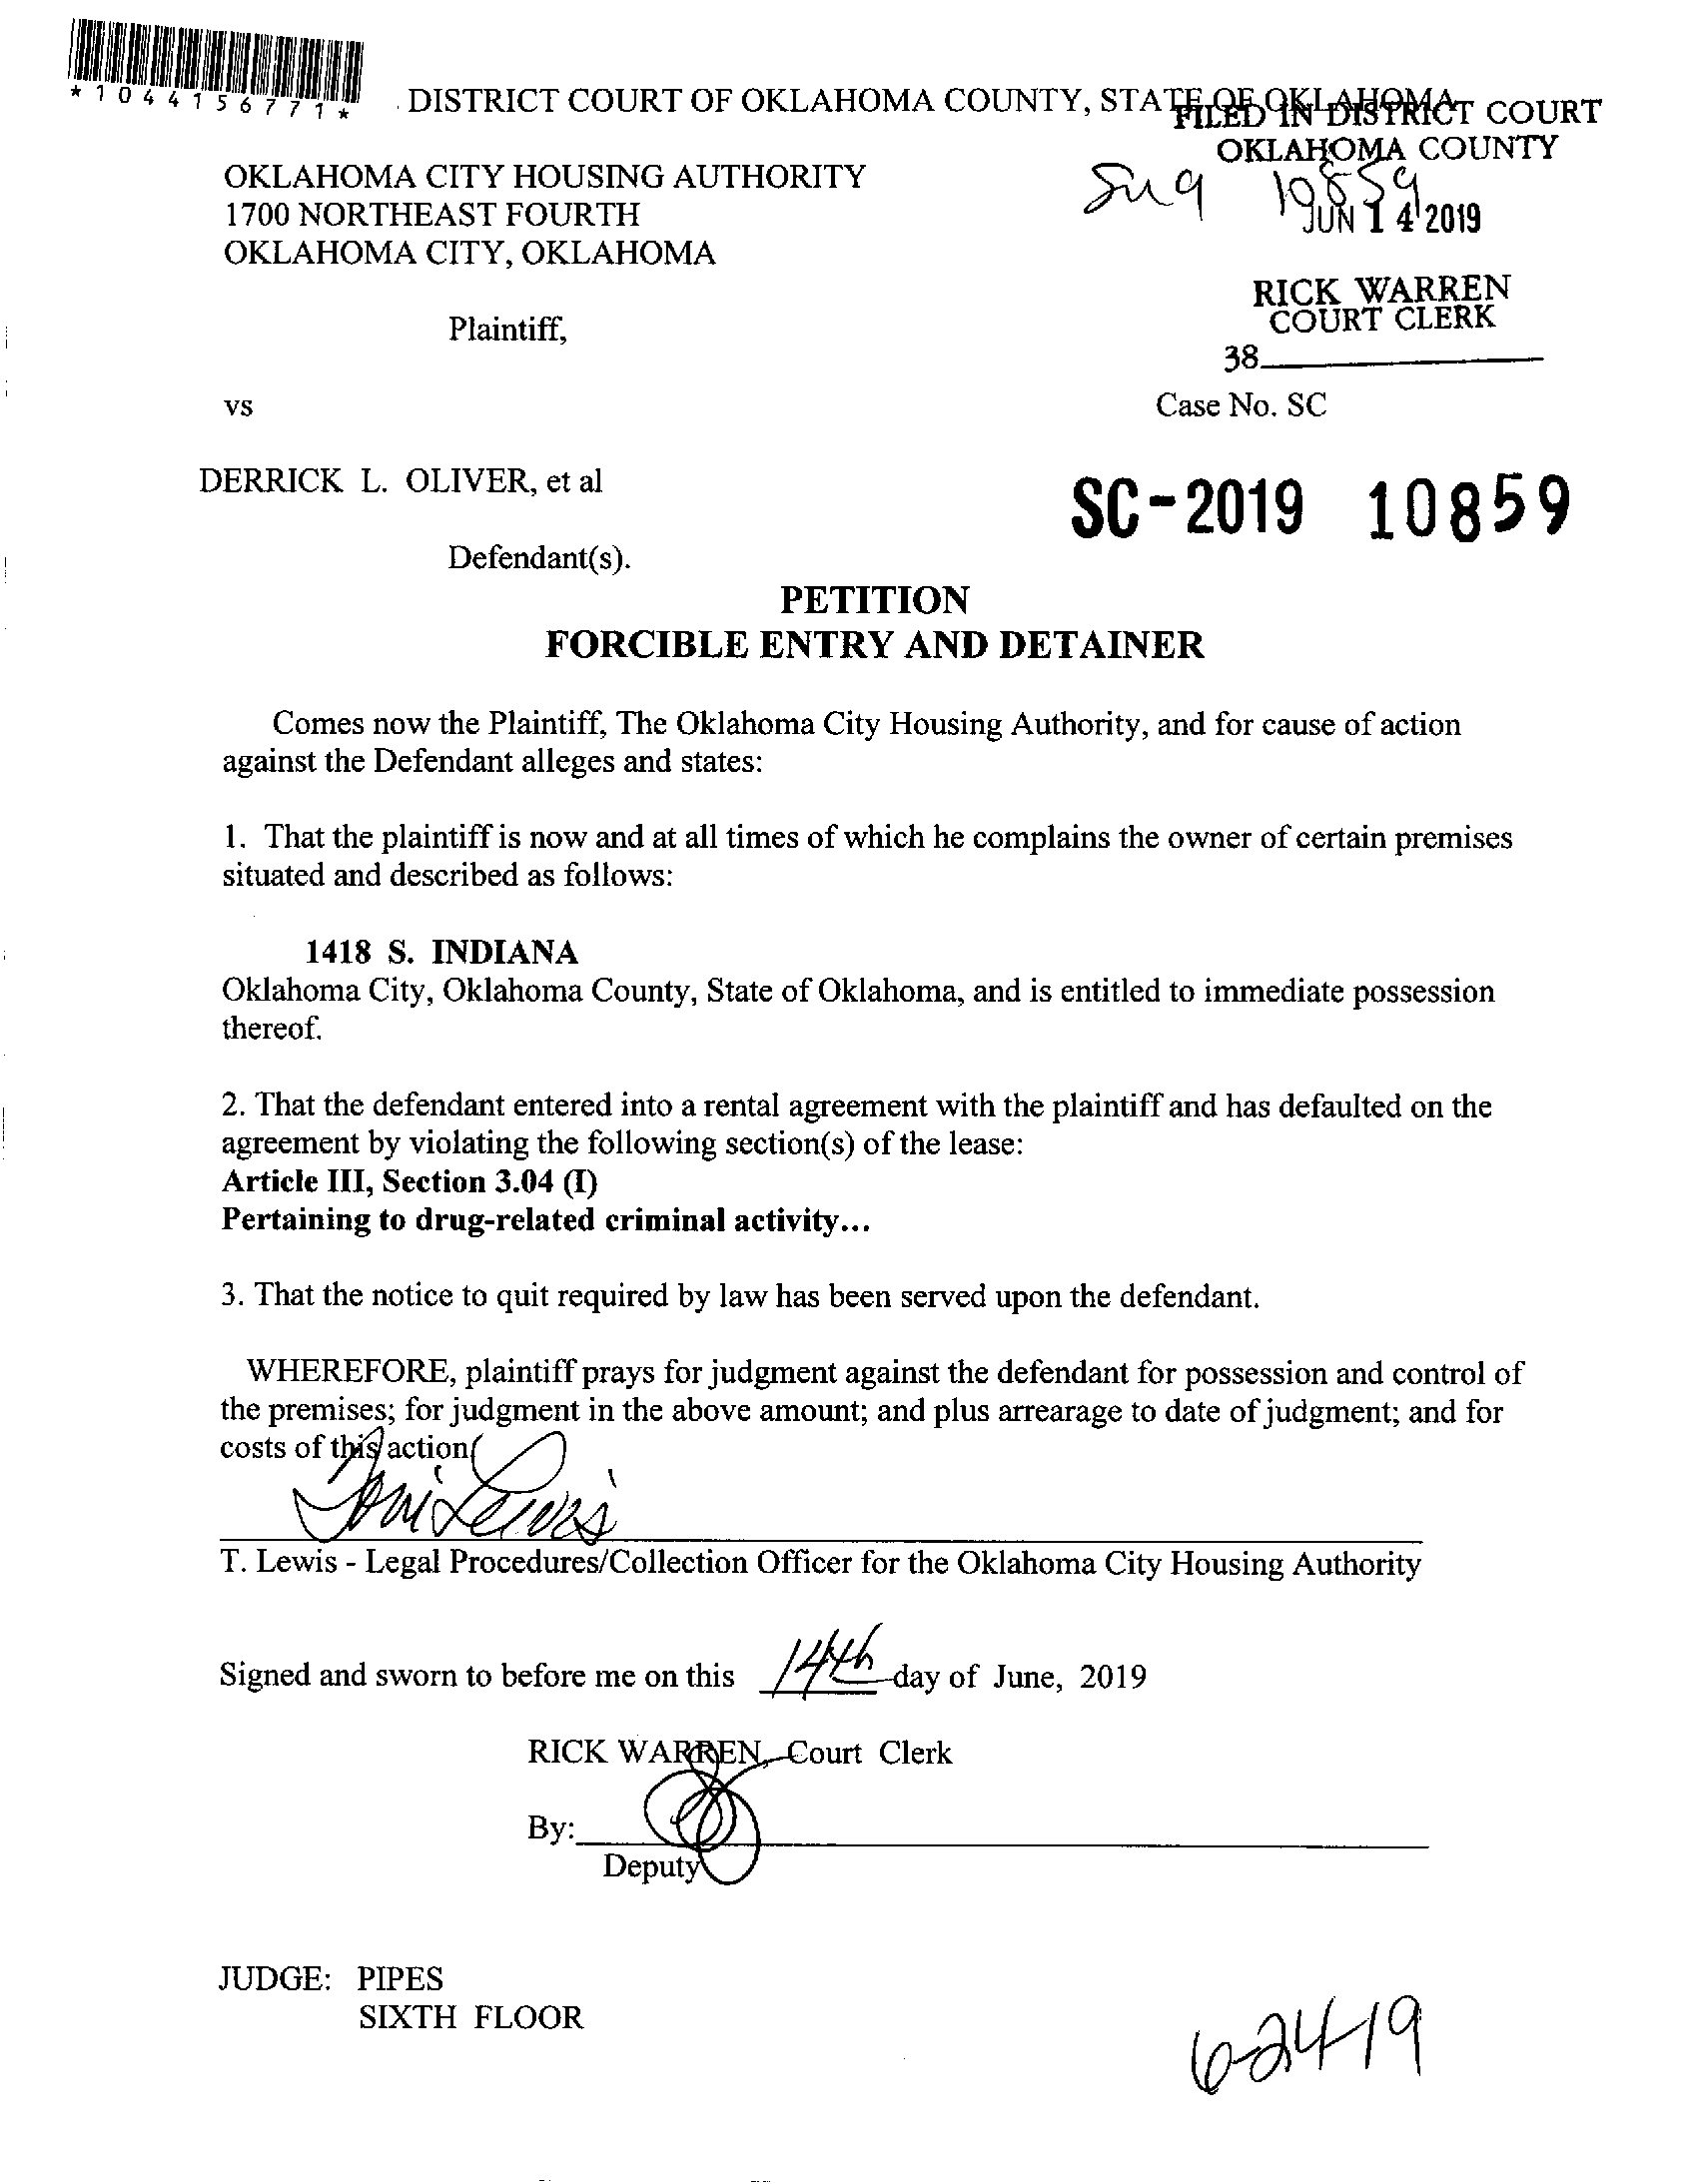 *1044156771*
DISTRICT COURT OF OKLAHOMA COUNTY, STATE OF OKLAHOMA
FILED IN DISTRICT COURT
OKLAHOMA COUNTY
OKLAHOMA CITY HOUSING AUTHORITY
10859
1700 NORTHEAST FOURTH
JUN 14 2019
OKLAHOMA CITY, OKLAHOMA
RICK WARREN
COURT CLERK
Plaintiff,
38
vs
Case No. SC
DERRICK L. OLIVER, et al
SC-2019 10859
Defendant(s).
PETITION
FORCIBLE ENTRY AND DETAINER
Comes now the Plaintiff, The Oklahoma City Housing Authority, and for cause of action
against the Defendant alleges and states:
1. That the plaintiff is now and at all times of which he complains the owner of certain premises
situated and described as follows:
1418 S. INDIANA
Oklahoma City, Oklahoma County, State of Oklahoma, and is entitled to immediate possession
thereof.
2. That the defendant entered into a rental agreement with the plaintiff and has defaulted on the
agreement by violating the following section(s) of the lease:
Article III, Section 3.04 (I)
Pertaining to drug-related criminal activity...
3. That the notice to quit required by law has been served upon the defendant.
WHEREFORE, plaintiff prays for judgment against the defendant for possession and control of
the premises; for judgment in the above amount; and plus arrearage to date of judgment; and for
costs of this action
Toni Lewis
T. Lewis - Legal Procedures/Collection Officer for the Oklahoma City Housing Authority
Signed and sworn to before me on this 14th day of June, 2019
RICK WARREN, Court Clerk
By:
Deputy
JUDGE: PIPES
SIXTH FLOOR
6-24-19